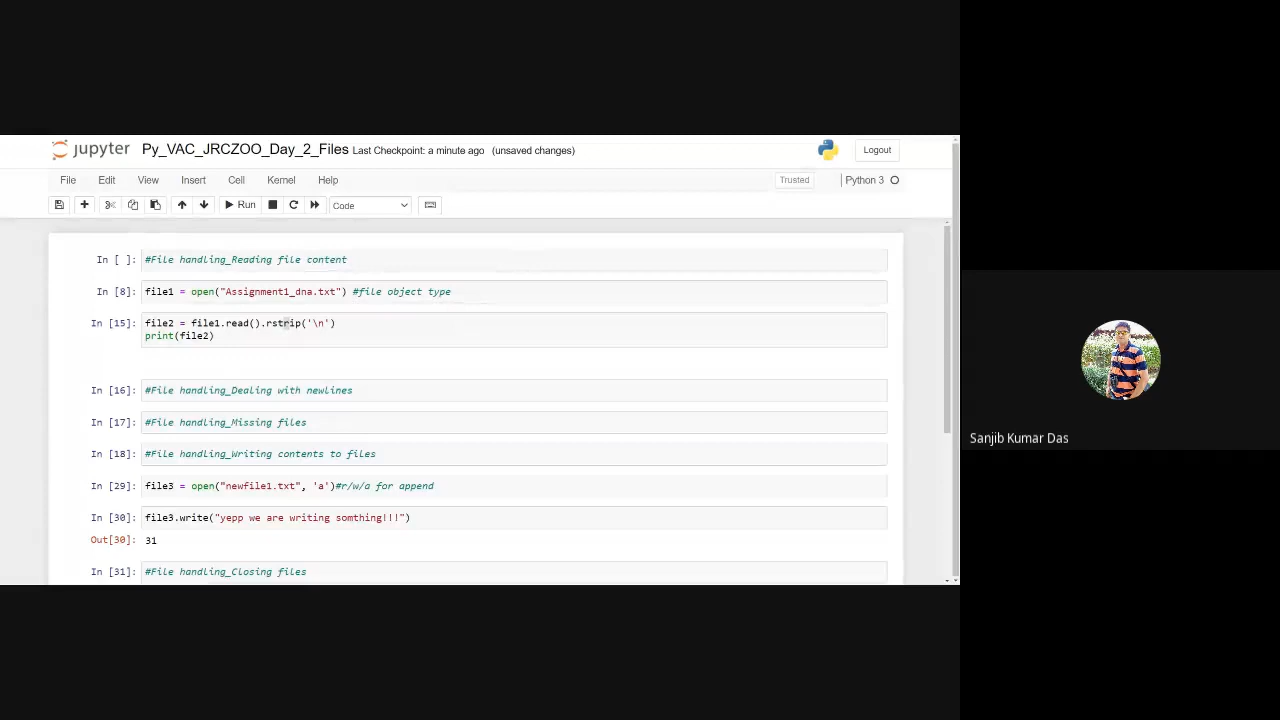 jupyter Py_VAC_JRCZOO_Day_2_Files Last Checkpoint: a minute ago (unsaved changes)
Logout
File Edit View Insert Cell Kernel Help
Trusted
Python 3
Run
Code
In [ ]: #File handling_Reading file content
In [8]: file1 = open("Assignment1_dna.txt") #file object type
In [15]: file2 = file1.read().rstrip('\n')
print(file2)
In [16]: #File handling_Dealing with newlines
In [17]: #File handling_Missing files
In [18]: #File handling_Writing contents to files
In [29]: file3 = open("newfile1.txt", 'a')#r/w/a for append
In [30]: file3.write("yepp we are writing somthing!!!")
Out[30]: 31
In [31]: #File handling_Closing files
Sanjib Kumar Das